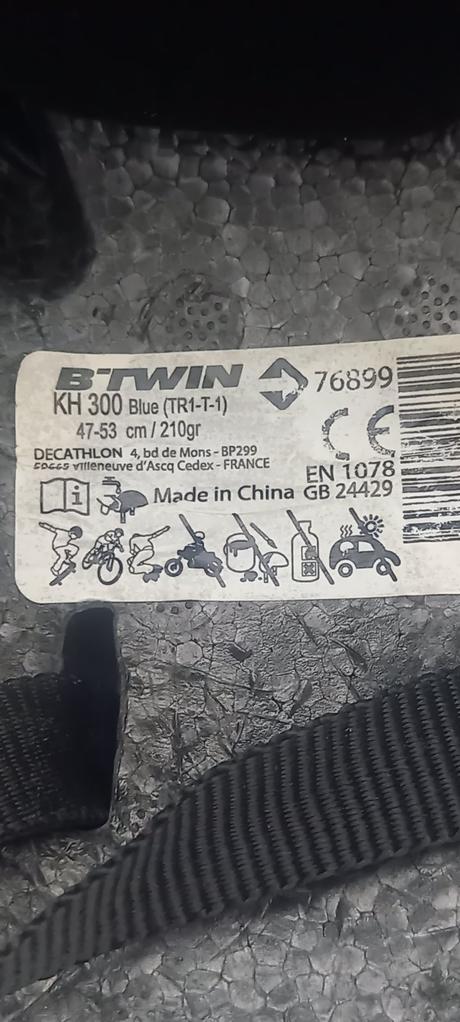 B'TWIN
76899
KH 300 Blue (TR1-T-1)
47-53 cm / 210gr
CE
DECATHLON 4, bd de Mons - BP299
Villeneuve d'Ascq Cedex - FRANCE
EN 1078
i
Made in China GB 24429